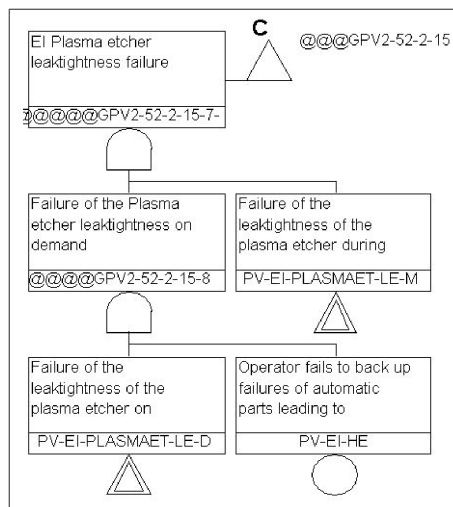 C
EI Plasma etcher
leaktightness failure
@@@GPV2-52-2-15
@@@@@GPV2-52-2-15-7-
Failure of the Plasma
etcher leaktightness on
demand
@@@@GPV2-52-2-15-8
Failure of the
leaktightness of the
plasma etcher during
PV-EI-PLASMAET-LE-M
Failure of the
leaktightness of the
plasma etcher on
PV-EI-PLASMAET-LE-D
Operator fails to back up
failures of automatic
parts leading to
PV-EI-HE